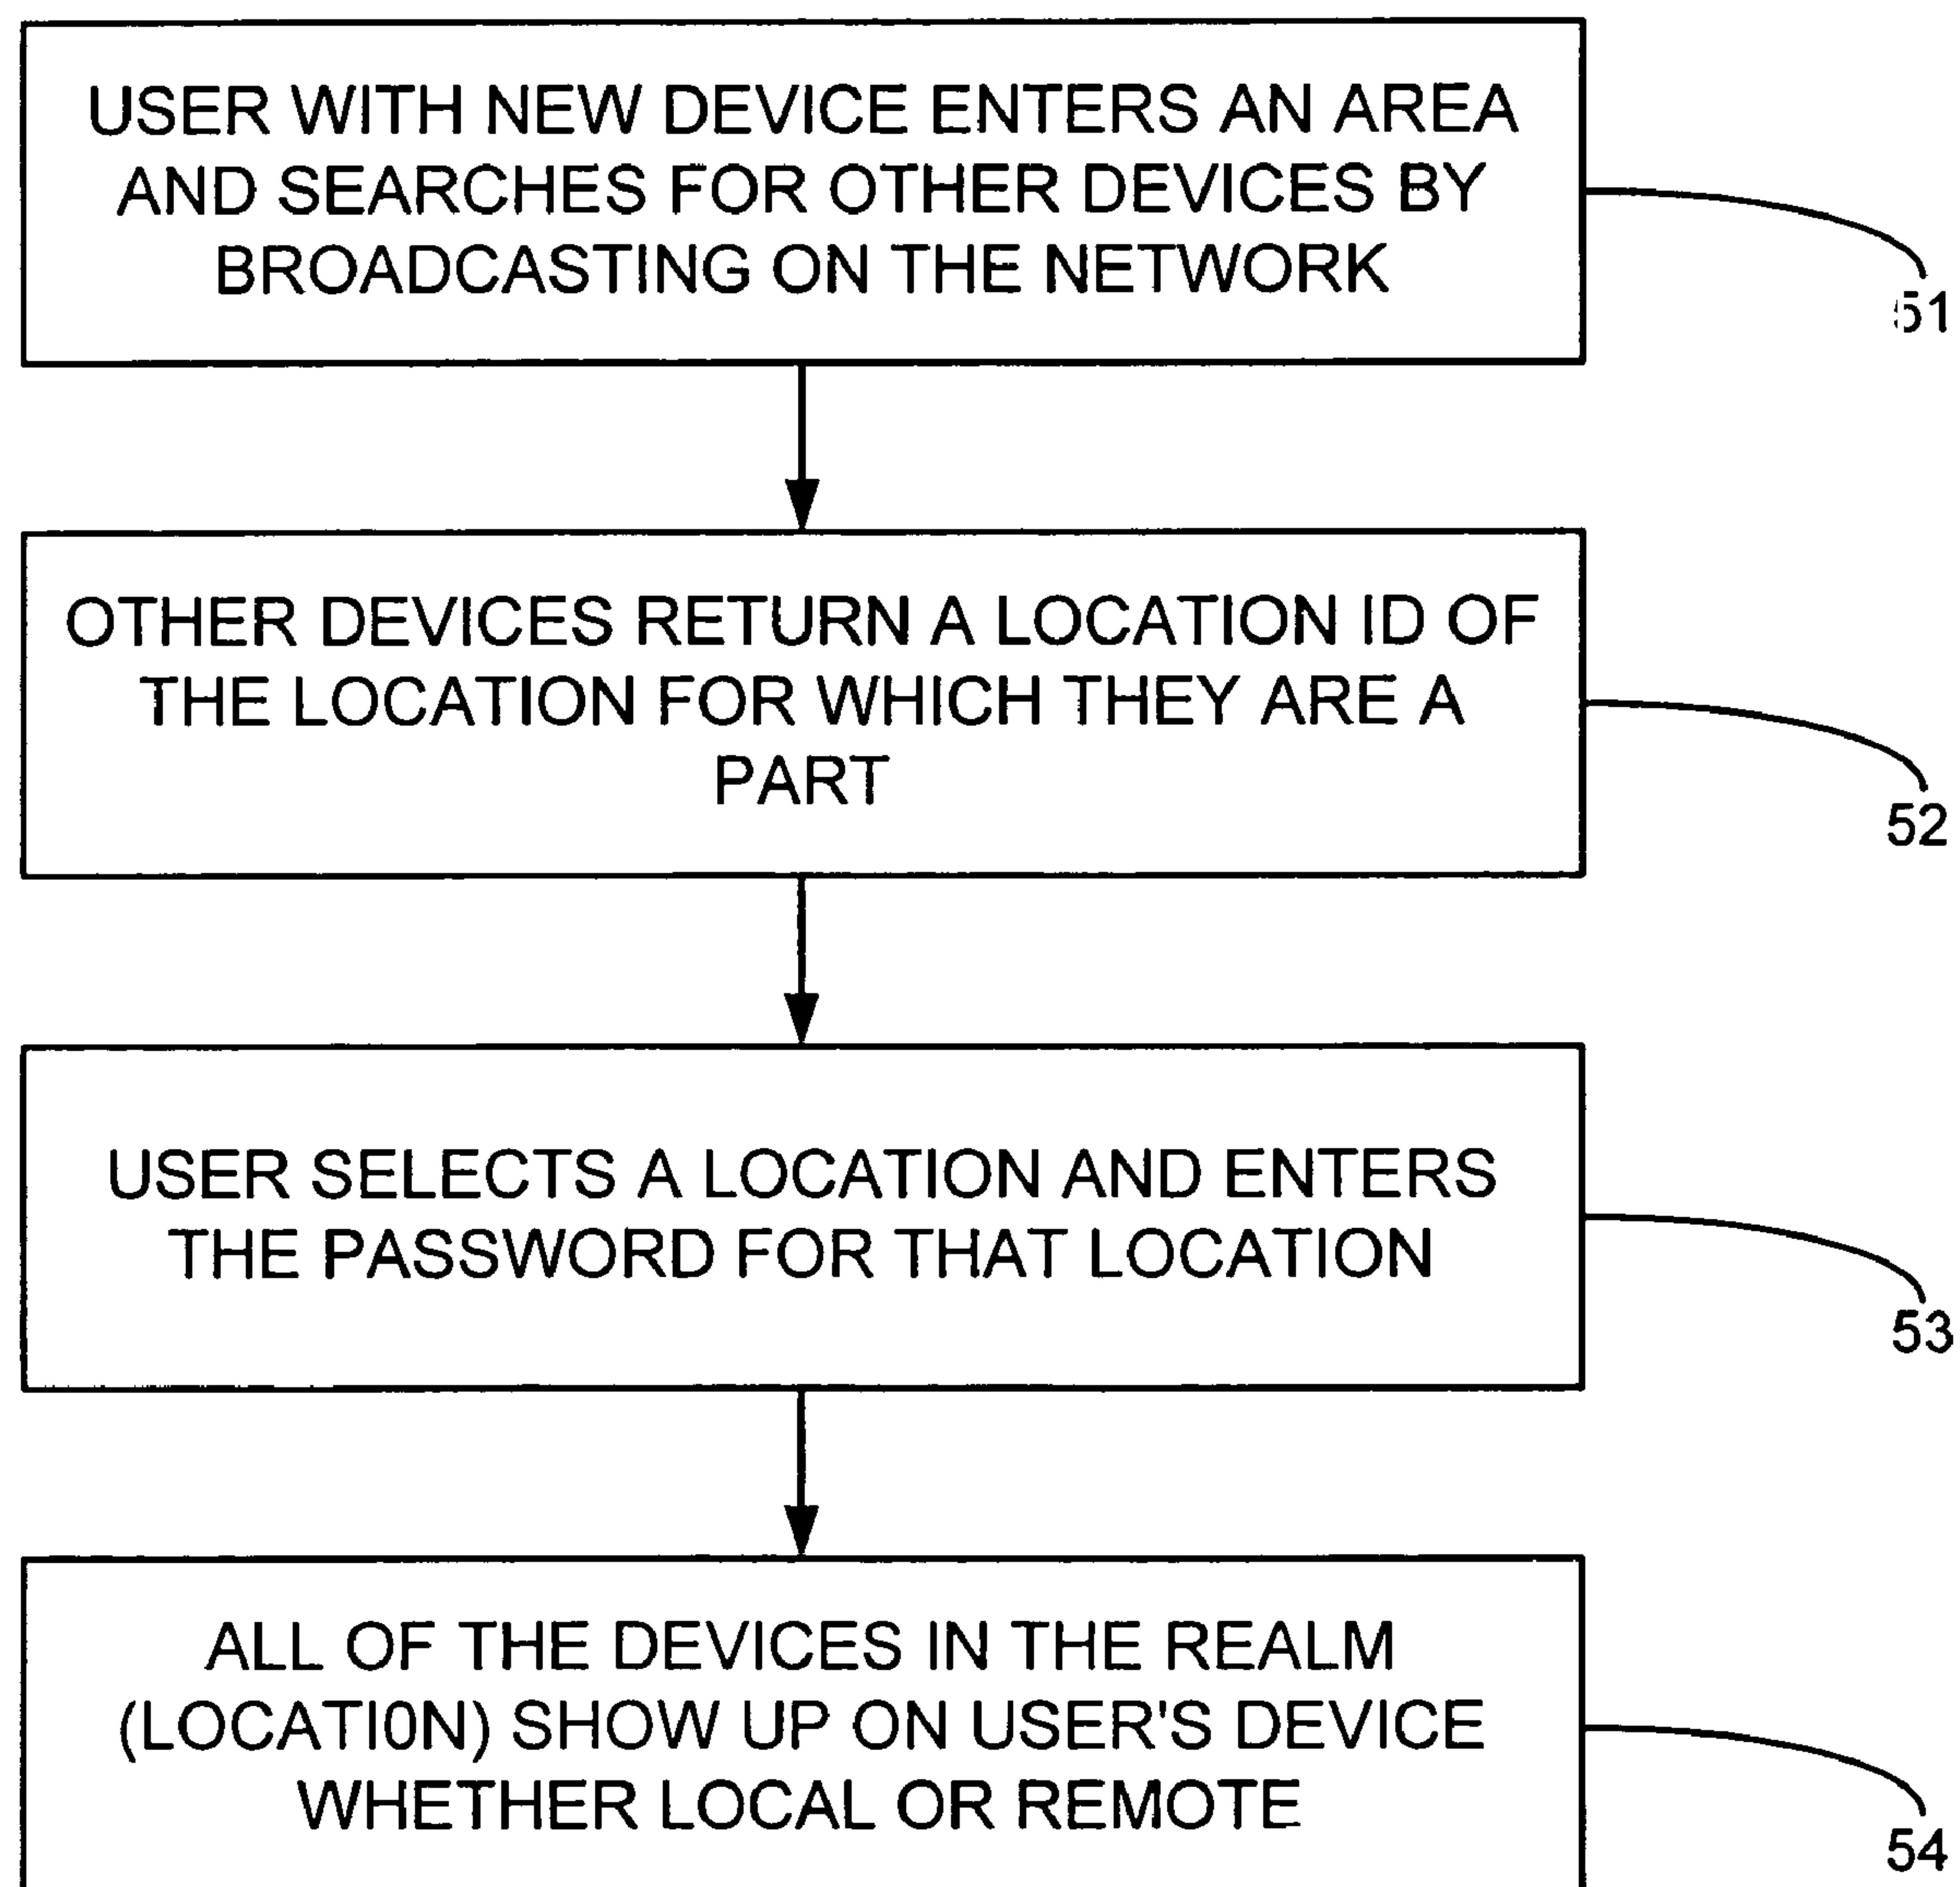 USER WITH NEW DEVICE ENTERS AN AREA
AND SEARCHES FOR OTHER DEVICES BY
BROADCASTING ON THE NETWORK
51
OTHER DEVICES RETURN A LOCATION ID OF
THE LOCATION FOR WHICH THEY ARE A
PART
52
USER SELECTS A LOCATION AND ENTERS
THE PASSWORD FOR THAT LOCATION
53
ALL OF THE DEVICES IN THE REALM
(LOCATION) SHOW UP ON USER'S DEVICE
WHETHER LOCAL OR REMOTE
54